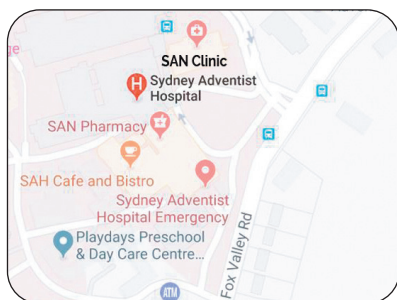 ge
SAN Clinic
H
Sydney Adventist
Hospital
SAN Pharmacy
SAH Cafe and Bistro
Sydney Adventist
Hospital Emergency
Playdays Preschool
& Day Care Centre...
Fox Valley Rd
ATM